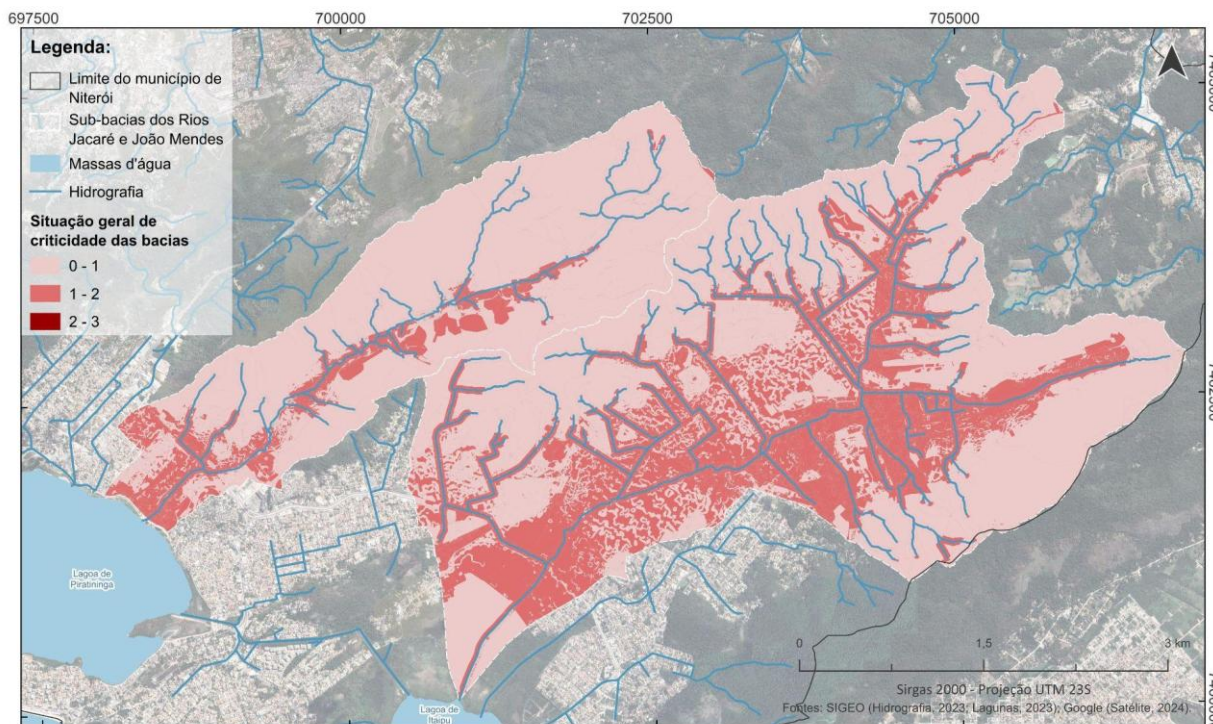 697500
700000
702500
705000
Legenda:
Limite do município de
Niterói
Sub-bacias dos Rios
Jacaré e João Mendes
Massas d'água
Hidrografia
Situação geral de
criticidade das bacias
0 - 1
1 - 2
2 - 3
Lagoa de
Piratininga
Lagoa de
Itaipu
0
1,5
3 km
Sirgas 2000 - Projeção UTM 23S
Fontes: SIGEO (Hidrografia, 2023; Lagunas, 2023); Google (Satélite, 2024).